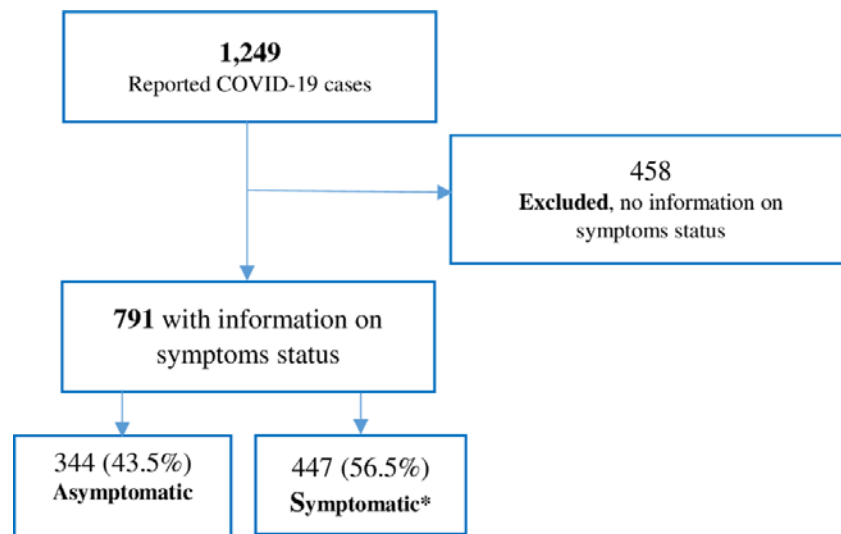 1,249
Reported COVID-19 cases
458
Excluded, no information on
symptoms status
791 with information on
symptoms status
344 (43.5%)
Asymptomatic
447 (56.5%)
Symptomatic*